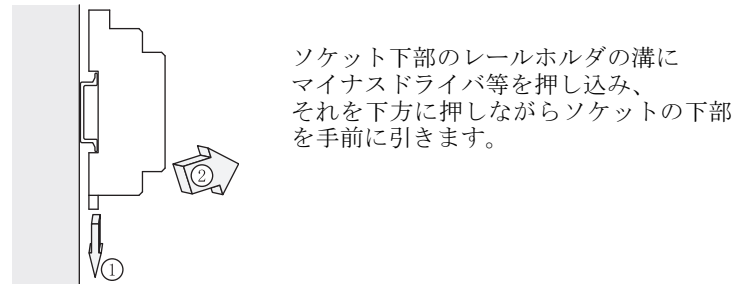 ソケット下部のレールホルダの溝に
マイナスドライバ等を押し込み、
それを下方に押しながらソケットの下部
を手前に引きます。
②
①